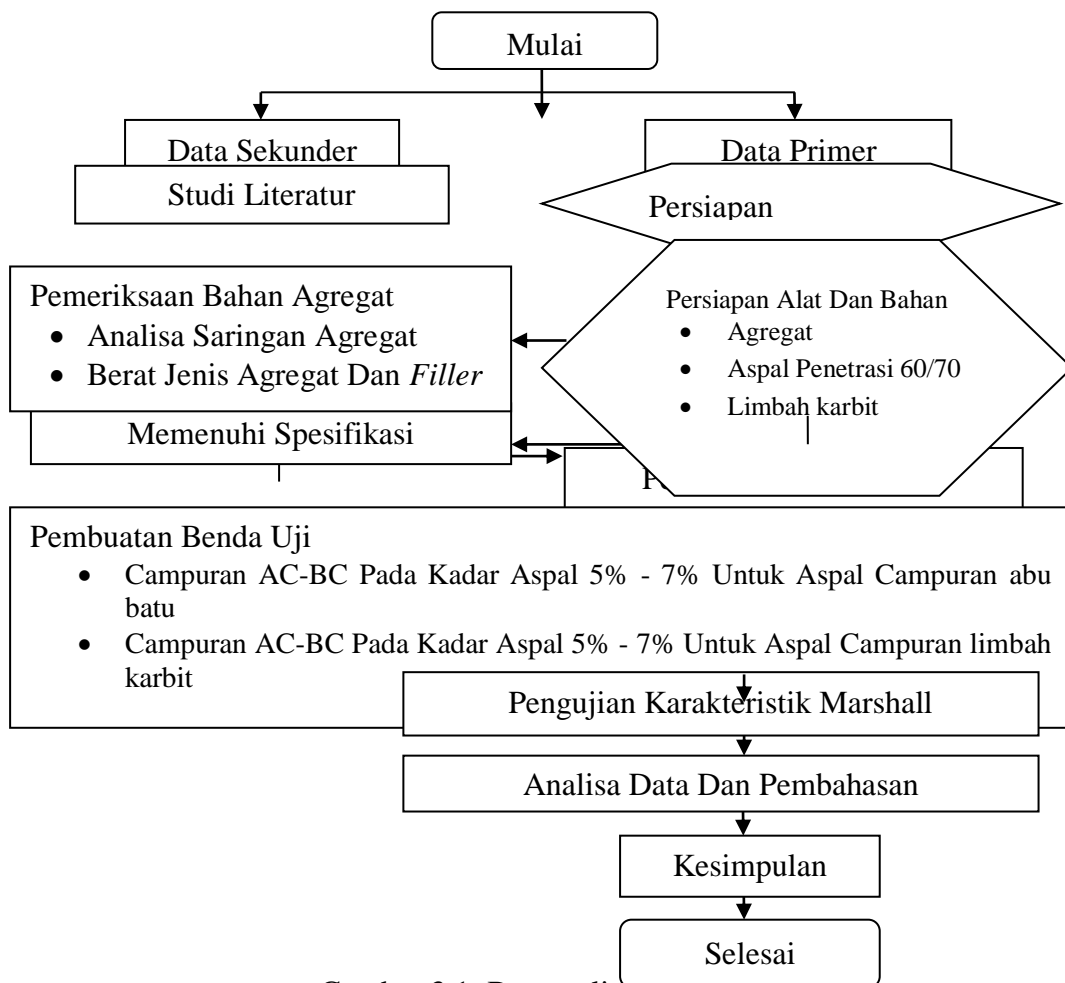 Mulai
Data Sekunder
Data Primer
Studi Literatur
Persiapan
Pemeriksaan Bahan Agregat
• Analisa Saringan Agregat
• Berat Jenis Agregat Dan Filler
Persiapan Alat Dan Bahan
• Agregat
• Aspal Penetrasi 60/70
• Limbah karbit
Memenuhi Spesifikasi
Pembuatan Benda Uji
• Campuran AC-BC Pada Kadar Aspal 5% - 7% Untuk Aspal Campuran abu
batu
• Campuran AC-BC Pada Kadar Aspal 5% - 7% Untuk Aspal Campuran limbah
karbit
Pengujian Karakteristik Marshall
Analisa Data Dan Pembahasan
Kesimpulan
Selesai